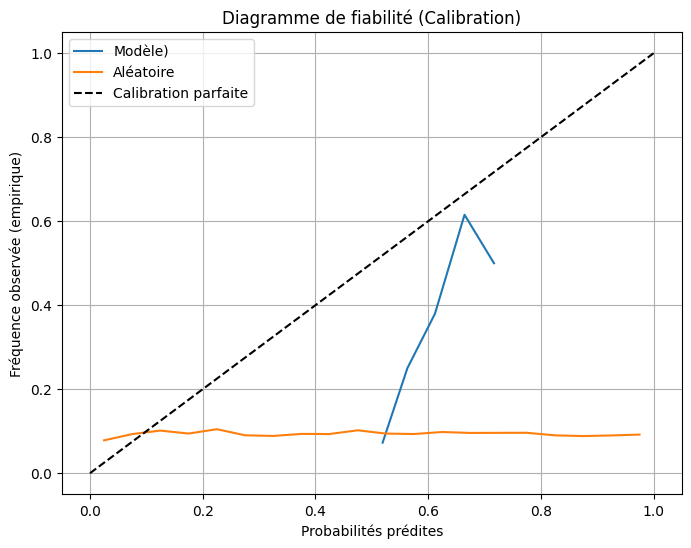 Diagramme de fiabilité (Calibration)
Modèle)
Aléatoire
Calibration parfaite
Fréquence observée (empirique)
1.0
0.8
0.6
0.4
0.2
0.0
0.0 0.2 0.4 0.6 0.8 1.0
Probabilités prédites